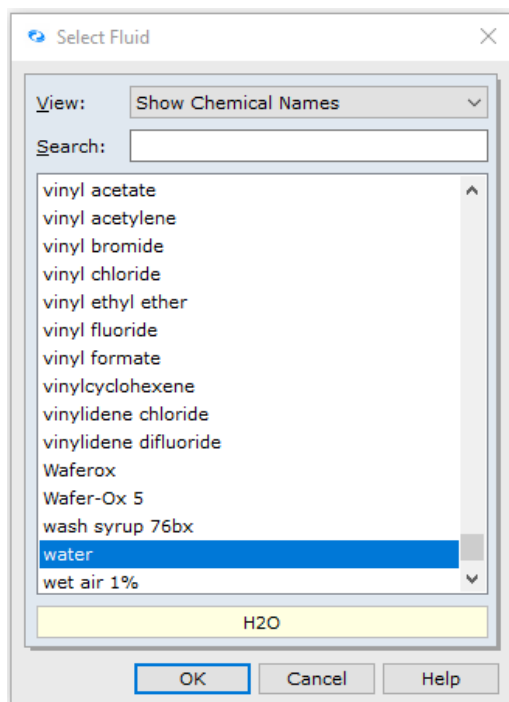 Select Fluid
View: Show Chemical Names
Search:
vinyl acetate
vinyl acetylene
vinyl bromide
vinyl chloride
vinyl ethyl ether
vinyl fluoride
vinyl formate
vinylcyclohexene
vinylidene chloride
vinylidene difluoride
Waferox
Wafer-Ox 5
wash syrup 76bx
water
wet air 1%
H2O
OK Cancel Help